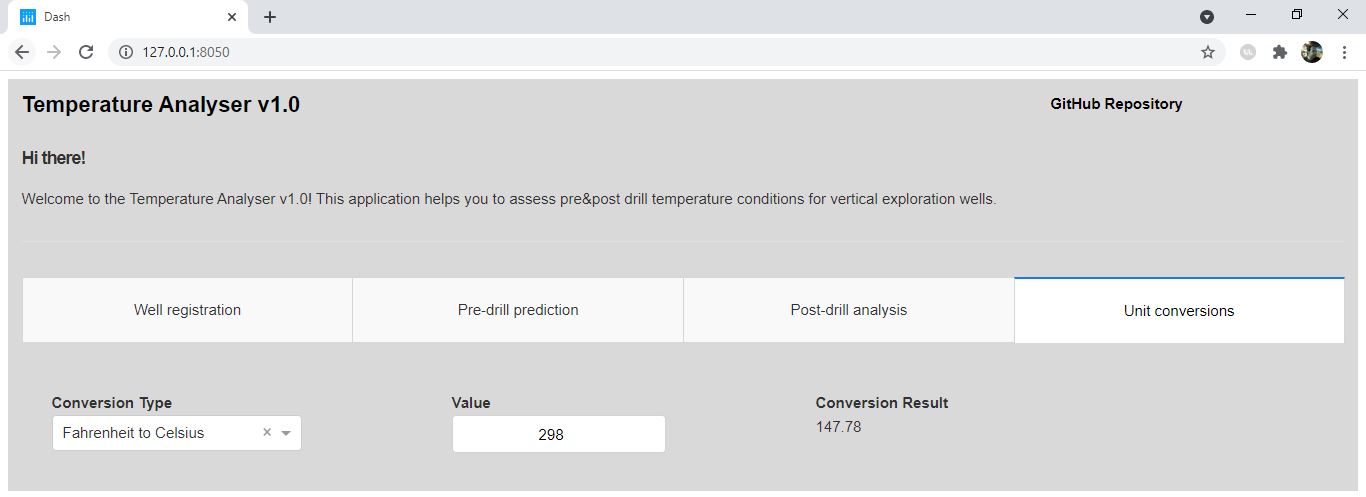 Dash
127.0.0.1:8050
Temperature Analyser v1.0
GitHub Repository
Hi there!
Welcome to the Temperature Analyser v1.0! This application helps you to assess pre&post drill temperature conditions for vertical exploration wells.
Well registration
Pre-drill prediction
Post-drill analysis
Unit conversions
Conversion Type
Value
Conversion Result
Fahrenheit to Celsius
298
147.78